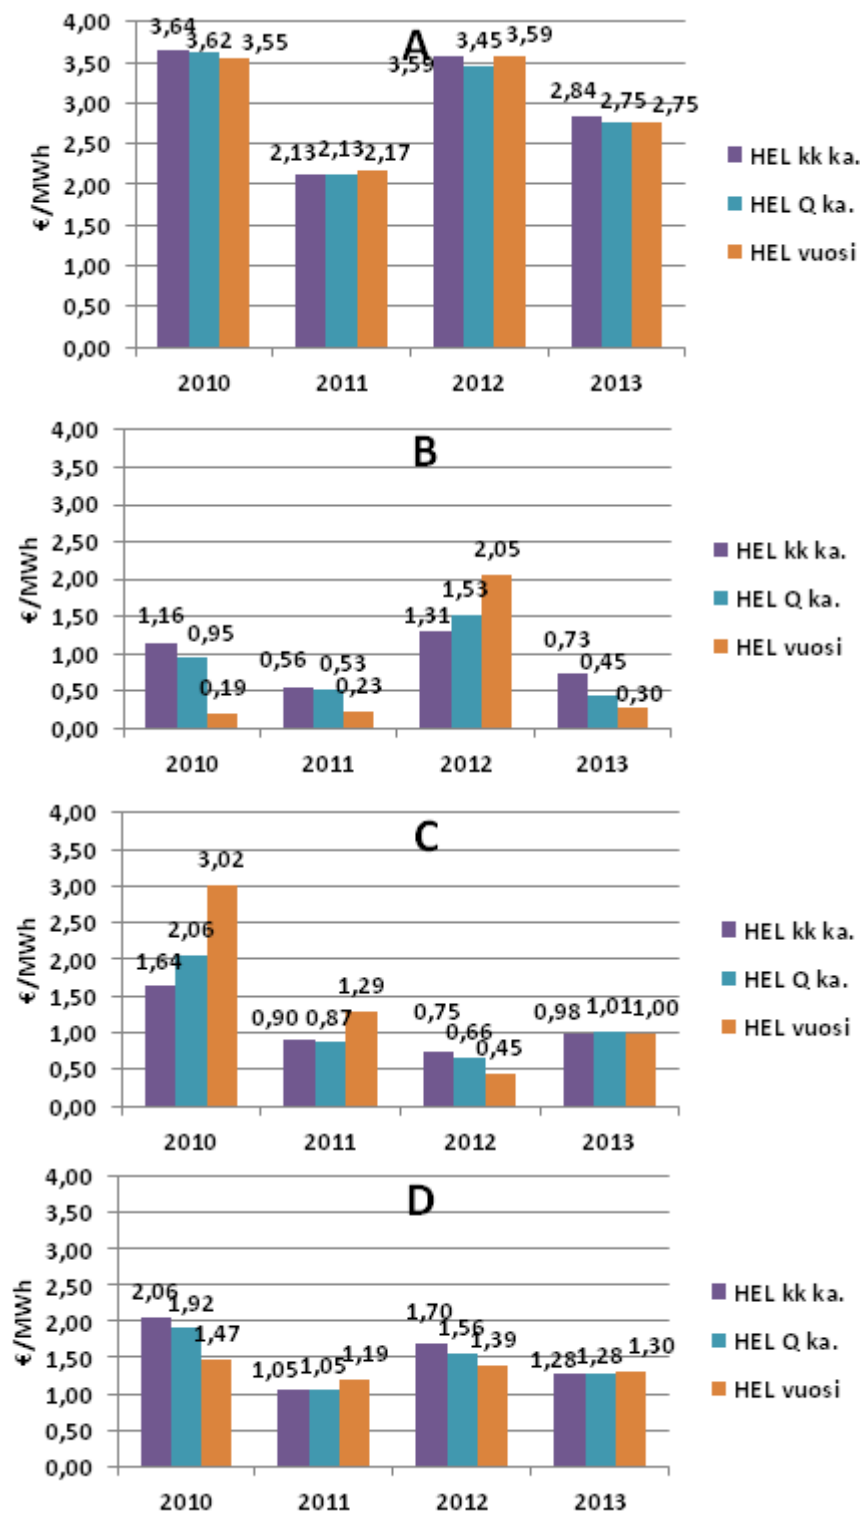 A
4,00
3,50
3,00
2,50
2,00
1,50
1,00
0,50
0,00
€/MWh
3,64 3,62 3,55
2,13 2,13 2,17
3,59 3,45 3,59
2,84 2,75 2,75
2010 2011 2012 2013
HEL kk ka.
HEL Q ka.
HEL vuosi
B
4,00
3,50
3,00
2,50
2,00
1,50
1,00
0,50
0,00
€/MWh
1,16 0,95 0,19
0,56 0,53 0,23
1,31 1,53 2,05
0,73 0,45 0,30
2010 2011 2012 2013
HEL kk ka.
HEL Q ka.
HEL vuosi
C
4,00
3,50
3,00
2,50
2,00
1,50
1,00
0,50
0,00
€/MWh
1,64 2,06 3,02
0,90 0,87 1,29
0,75 0,66 0,45
0,98 1,01 1,00
2010 2011 2012 2013
HEL kk ka.
HEL Q ka.
HEL vuosi
D
4,00
3,50
3,00
2,50
2,00
1,50
1,00
0,50
0,00
€/MWh
2,06 1,92 1,47
1,05 1,05 1,19
1,70 1,56 1,39
1,28 1,28 1,30
2010 2011 2012 2013
HEL kk ka.
HEL Q ka.
HEL vuosi